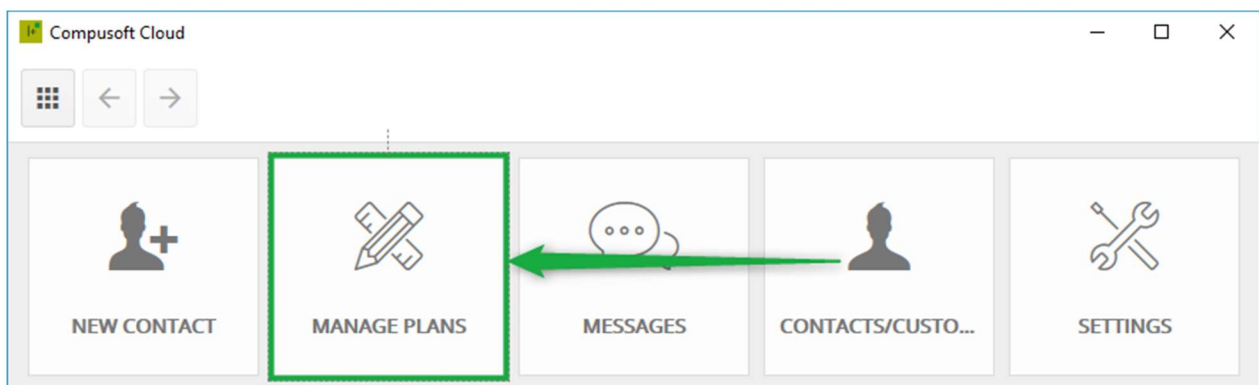 Compusoft Cloud
NEW CONTACT
MANAGE PLANS
MESSAGES
CONTACTS/CUSTO...
SETTINGS